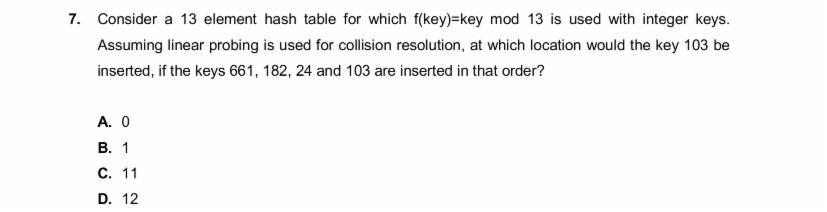 7. Consider a 13 element hash table for which f(key)=key mod 13 is used with integer keys.
Assuming linear probing is used for collision resolution, at which location would the key 103 be
inserted, if the keys 661, 182, 24 and 103 are inserted in that order?
A. 0
B. 1
C. 11
D. 12